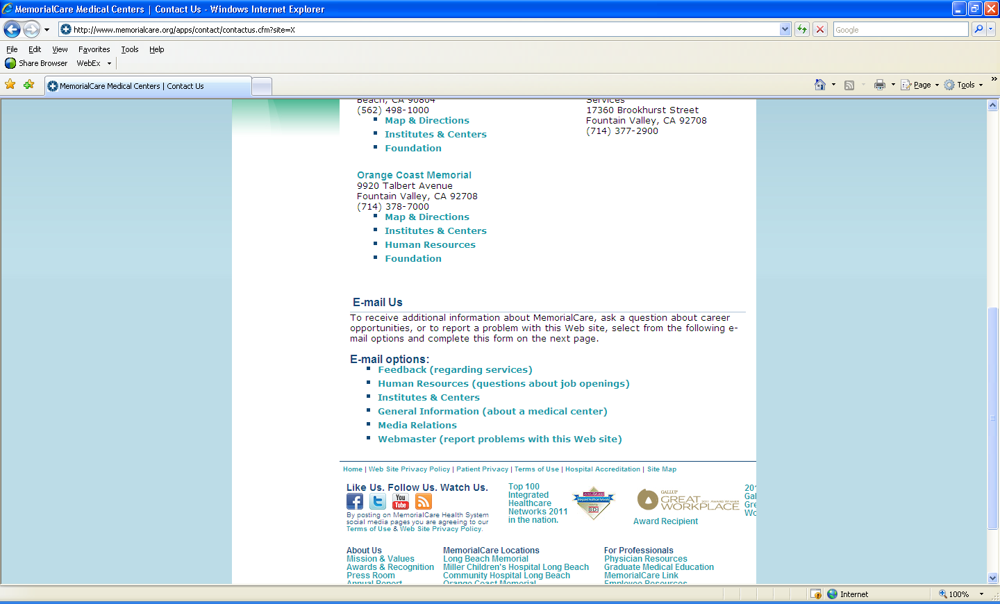 MemorialCare Medical Centers | Contact Us - Windows Internet Explorer
http://www.memorialcare.org/apps/contact/contactus.cfm?site=X
Google
File Edit View Favorites Tools Help
Share Browser WebEx
MemorialCare Medical Centers | Contact Us
Page Tools
Beach, CA 90804
(562) 498-1000
Map & Directions
Institutes & Centers
Foundation
Services
17360 Brookhurst Street
Fountain Valley, CA 92708
(714) 377-2900
Orange Coast Memorial
9920 Talbert Avenue
Fountain Valley, CA 92708
(714) 378-7000
Map & Directions
Institutes & Centers
Human Resources
Foundation
E-mail Us
To receive additional information about MemorialCare, ask a question about career
opportunities, or to report a problem with this Web site, select from the following e-
mail options and complete this form on the next page.
E-mail options:
Feedback (regarding services)
Human Resources (questions about job openings)
Institutes & Centers
General Information (about a medical center)
Media Relations
Webmaster (report problems with this Web site)
Home | Web Site Privacy Policy | Patient Privacy | Terms of Use | Hospital Accreditation | Site Map
Like Us. Follow Us. Watch Us.
You
Tube
By posting on MemorialCare Health System
social media pages you are agreeing to our
Terms of Use & Web Site Privacy Policy.
Top 100
Integrated
Healthcare
Networks 2011
in the nation.
SDI
GALLUP
GREAT
2011 AWARD WINNER
WORKPLACE
Award Recipient
201
Gal
Gre
Wo
About Us
Mission & Values
Awards & Recognition
Press Room
Annual Report
MemorialCare Locations
Long Beach Memorial
Miller Children's Hospital Long Beach
Community Hospital Long Beach
Orange Coast Memorial
For Professionals
Physician Resources
Graduate Medical Education
MemorialCare Link
Employee Resources
Internet
100%